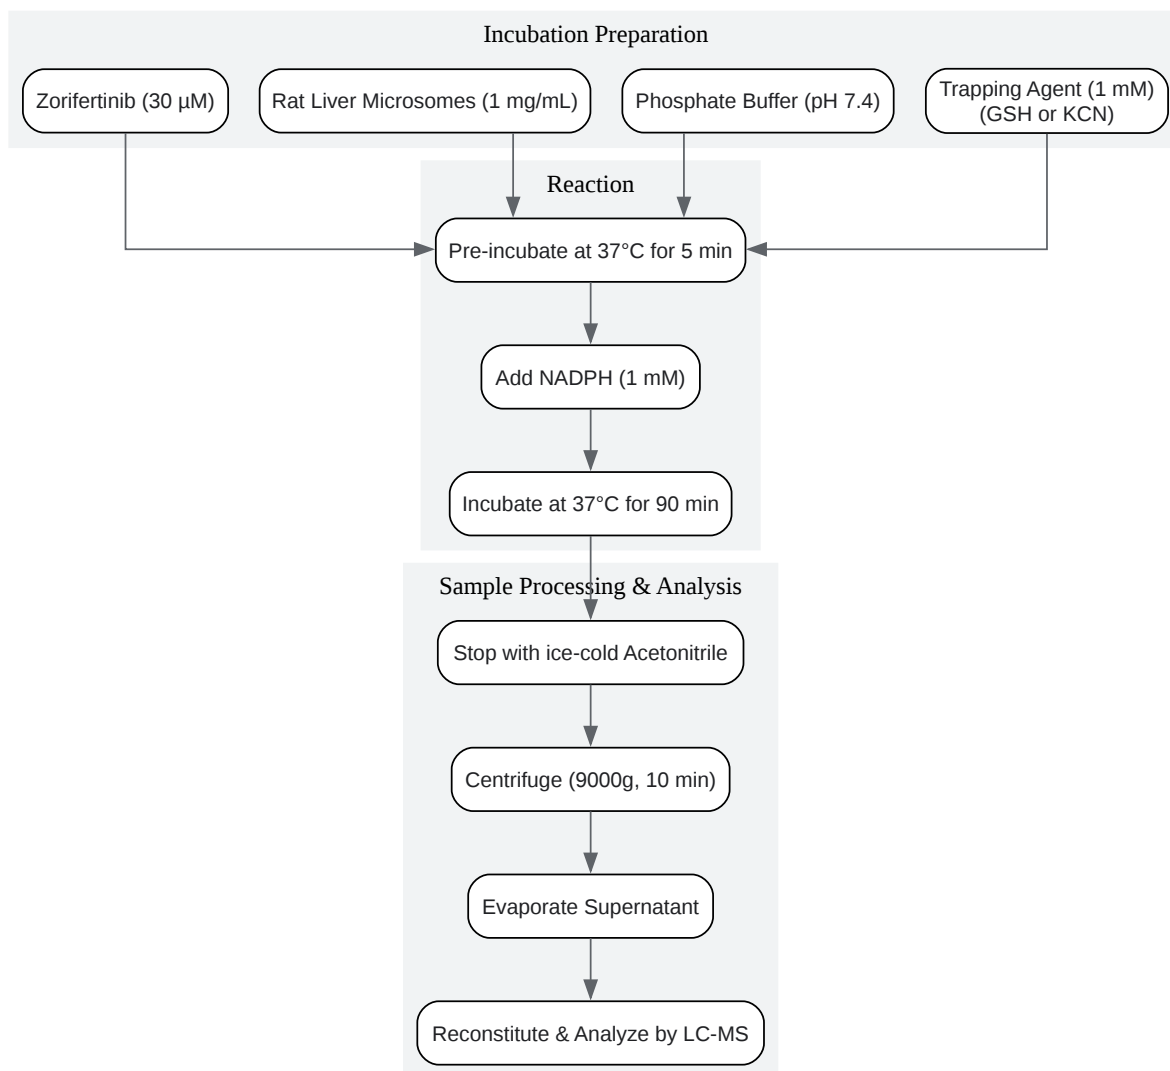 Incubation Preparation
Zorifertinib (30 µM)
Rat Liver Microsomes (1 mg/mL)
Phosphate Buffer (pH 7.4)
Trapping Agent (1 mM)
(GSH or KCN)
Reaction
Pre-incubate at 37°C for 5 min
Add NADPH (1 mM)
Incubate at 37°C for 90 min
Sample Processing & Analysis
Stop with ice-cold Acetonitrile
Centrifuge (9000g, 10 min)
Evaporate Supernatant
Reconstitute & Analyze by LC-MS